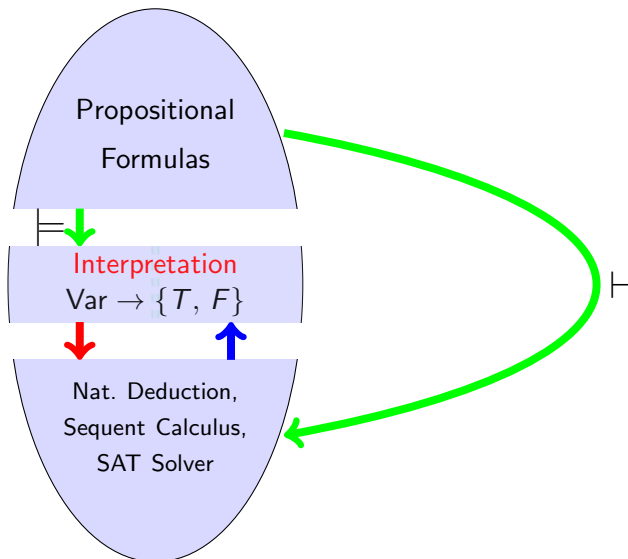 Propositional
Formulas
⊨
Interpretation
Var → {T, F}
⊢
Nat. Deduction,
Sequent Calculus,
SAT Solver